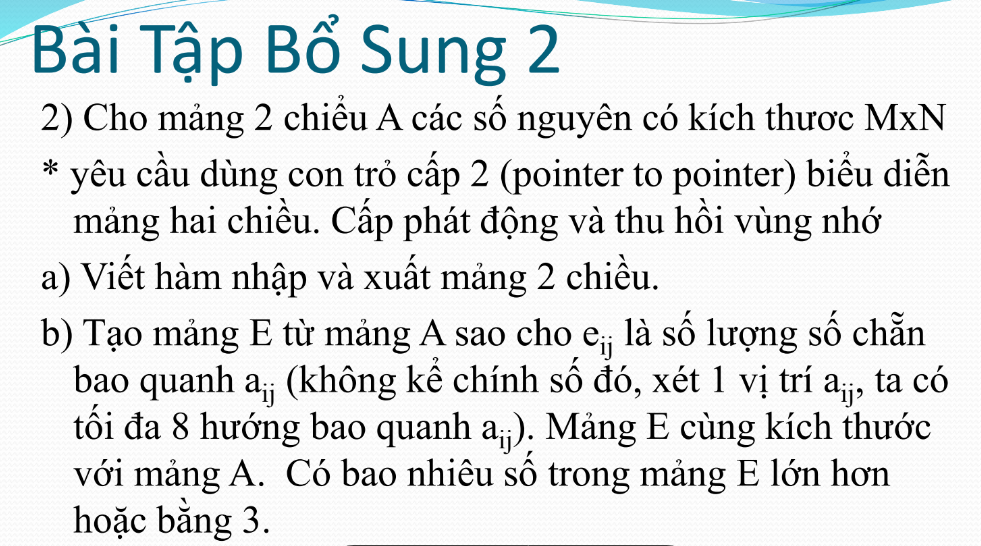 Bài Tập Bổ Sung 2
2) Cho mảng 2 chiều A các số nguyên có kích thươc MxN
* yêu cầu dùng con trỏ cấp 2 (pointer to pointer) biểu diễn
mảng hai chiều. Cấp phát động và thu hồi vùng nhớ
a) Viết hàm nhập và xuất mảng 2 chiều.
b) Tạo mảng E từ mảng A sao cho eij là số lượng số chẵn
bao quanh aij (không kể chính số đó, xét 1 vị trí aij, ta có
tối đa 8 hướng bao quanh aij). Mảng E cùng kích thước
với mảng A. Có bao nhiêu số trong mảng E lớn hơn
hoặc bằng 3.